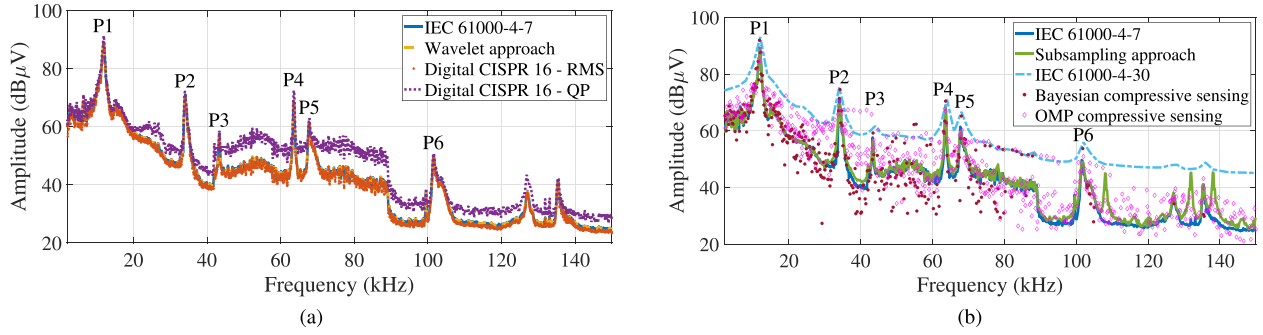 100
80
60
40
20
Amplitude (dBμV)
P1
P2
P3
P4
P5
P6
IEC 61000-4-7
Wavelet approach
Digital CISPR 16 - RMS
Digital CISPR 16 - QP
20 40 60 80 100 120 140
Frequency (kHz)
(a)
100
80
60
40
20
Amplitude (dBμV)
P1
P2
P3
P4
P5
P6
IEC 61000-4-7
Subsampling approach
IEC 61000-4-30
Bayesian compressive sensing
OMP compressive sensing
20 40 60 80 100 120 140
Frequency (kHz)
(b)